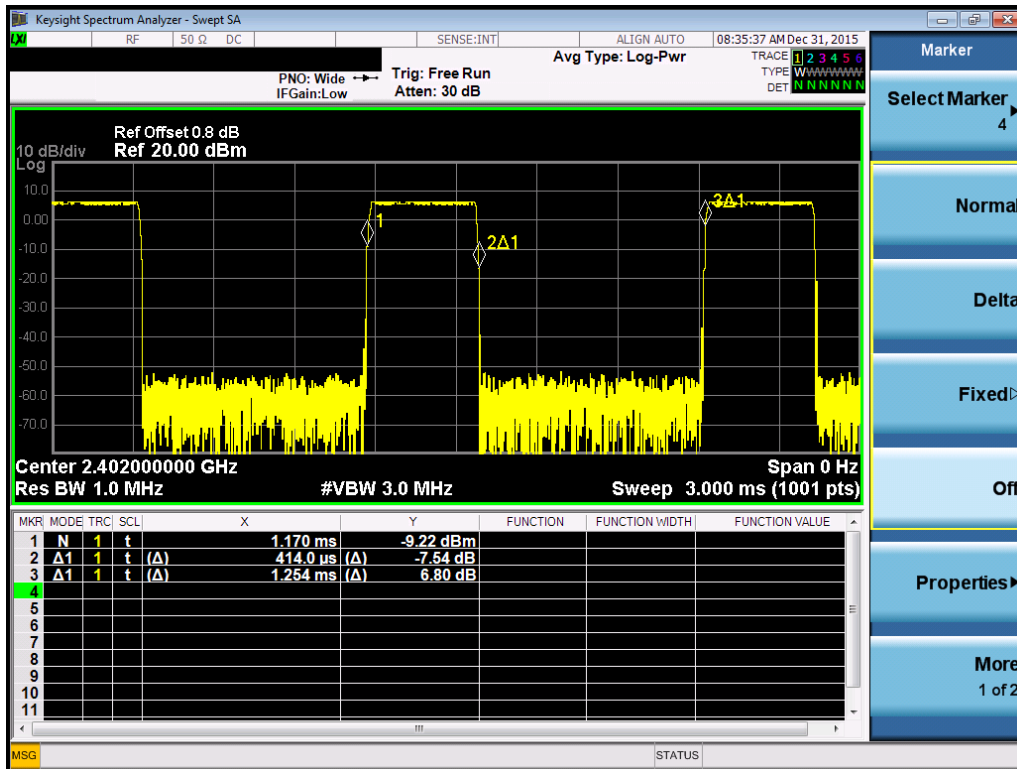 Keysight Spectrum Analyzer - Swept SA
LXI RF 50 Ω DC SENSE:INT ALIGN AUTO 08:35:37 AM Dec 31, 2015
Avg Type: Log-Pwr
TRACE 1 2 3 4 5 6
PNO: Wide Trig: Free Run
TYPE WWWWWW
IFGain:Low Atten: 30 dB
DET N N N N N N
Ref Offset 0.8 dB
10 dB/div Ref 20.00 dBm
Log
10.0
0.00
-10.0
-20.0
-30.0
-40.0
-50.0
-60.0
-70.0
1
2Δ1
3Δ1
Center 2.402000000 GHz Span 0 Hz
Res BW 1.0 MHz #VBW 3.0 MHz Sweep 3.000 ms (1001 pts)
MKR MODE TRC SCL X Y FUNCTION FUNCTION WIDTH FUNCTION VALUE
1 N 1 t 1.170 ms -9.22 dBm
2 Δ1 1 t (Δ) 414.0 µs (Δ) -7.54 dB
3 Δ1 1 t (Δ) 1.254 ms (Δ) 6.80 dB
4
5
6
7
8
9
10
11
MSG STATUS
Marker
Select Marker
4
Normal
Delta
Fixed
Off
Properties
More
1 of 2